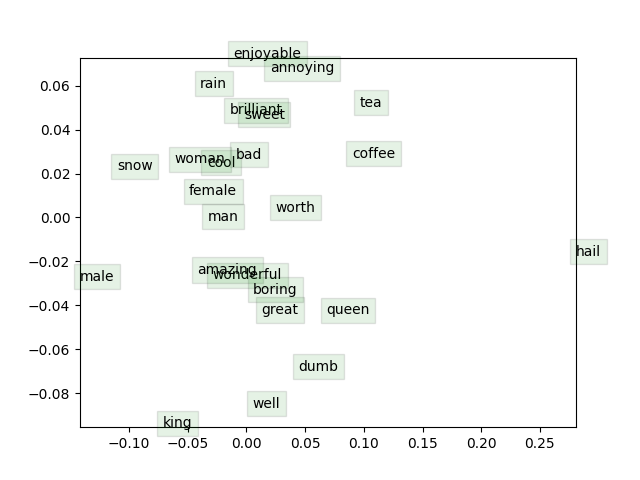 enjoyable
annoying
0.06
rain
tea
brilliant
sweet
0.04
woman
cool
bad
coffee
snow
0.02
female
worth
man
0.00
hail
−0.02
male
amazing
wonderful
boring
−0.04
great
queen
−0.06
dumb
−0.08
well
king
−0.10
−0.05
0.00
0.05
0.10
0.15
0.20
0.25